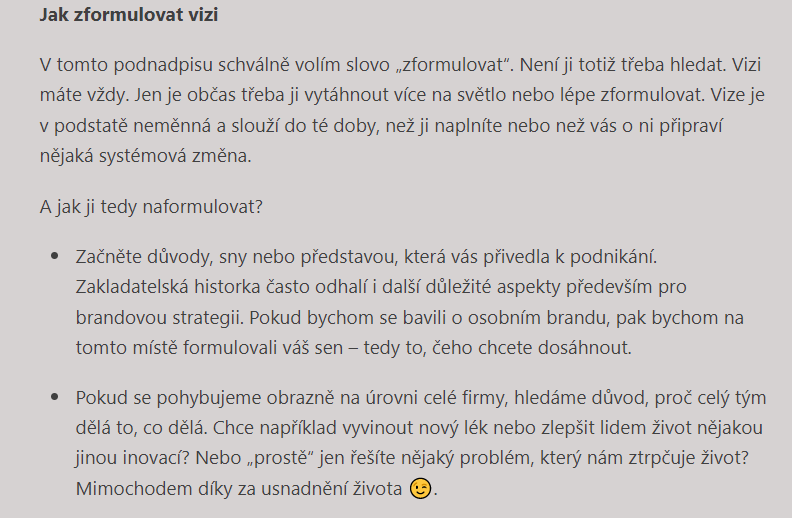 Jak zformulovat vizi
V tomto podnadpisu schválně volím slovo „zformulovat“. Není ji totiž třeba hledat. Vizi
máte vždy. Jen je občas třeba ji vytáhnout více na světlo nebo lépe zformulovat. Vize je
v podstatě neměnná a slouží do té doby, než ji naplníte nebo než vás o ni připraví
nějaká systémová změna.
A jak ji tedy naformulovat?
• Začněte důvody, sny nebo představou, která vás přivedla k podnikání.
Zakladatelská historka často odhalí i další důležité aspekty především pro
brandovou strategii. Pokud bychom se bavili o osobním brandu, pak bychom na
tomto místě formulovali váš sen – tedy to, čeho chcete dosáhnout.
• Pokud se pohybujeme obrazně na úrovni celé firmy, hledáme důvod, proč celý tým
dělá to, co dělá. Chce například vyvinout nový lék nebo zlepšit lidem život nějakou
jinou inovací? Nebo „prostě“ jen řešíte nějaký problém, který nám ztrpčuje život?
Mimochodem díky za usnadnění života 😉.